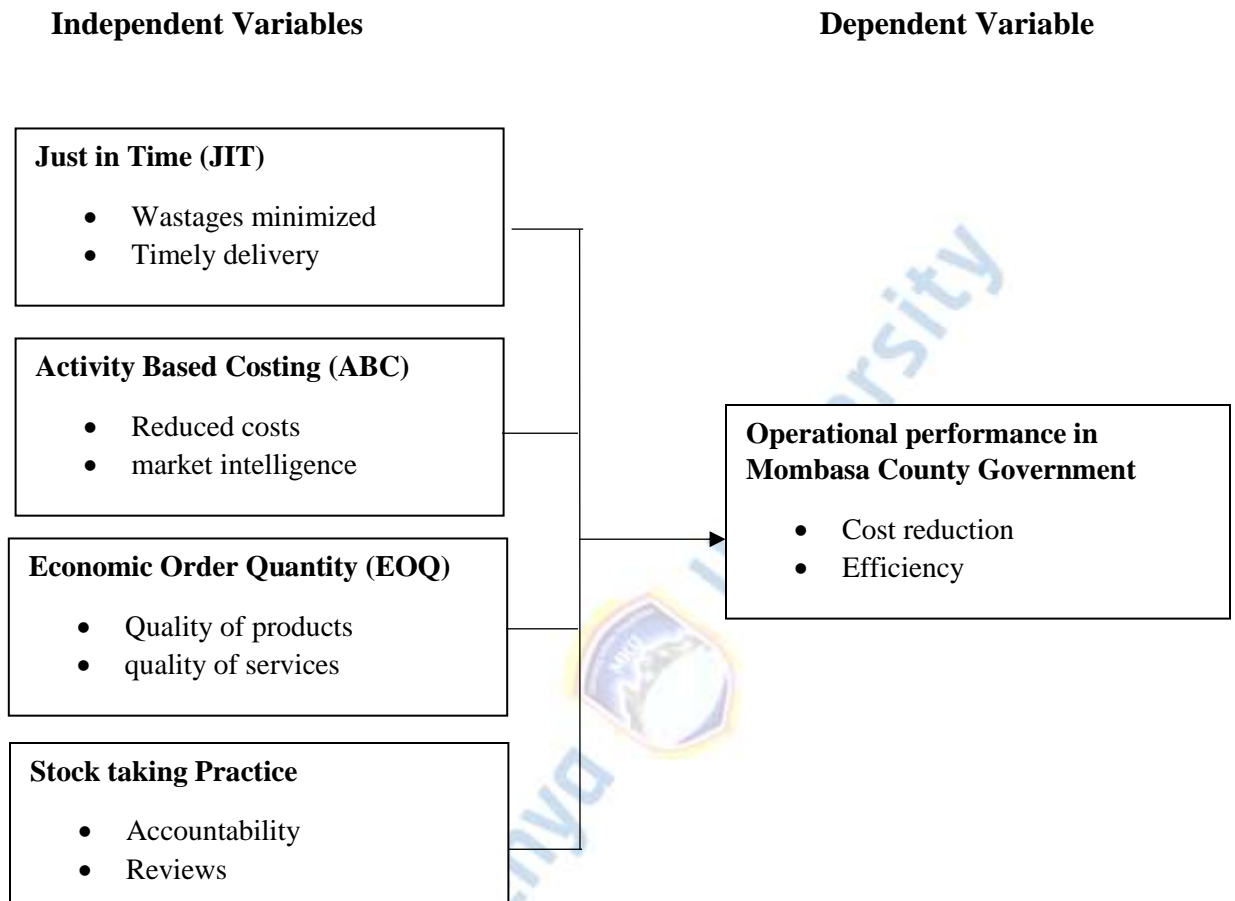 Independent Variables
Dependent Variable
Just in Time (JIT)
• Wastages minimized
• Timely delivery
Activity Based Costing (ABC)
• Reduced costs
• market intelligence
Economic Order Quantity (EOQ)
• Quality of products
• quality of services
Stock taking Practice
• Accountability
• Reviews
Operational performance in
Mombasa County Government
• Cost reduction
• Efficiency